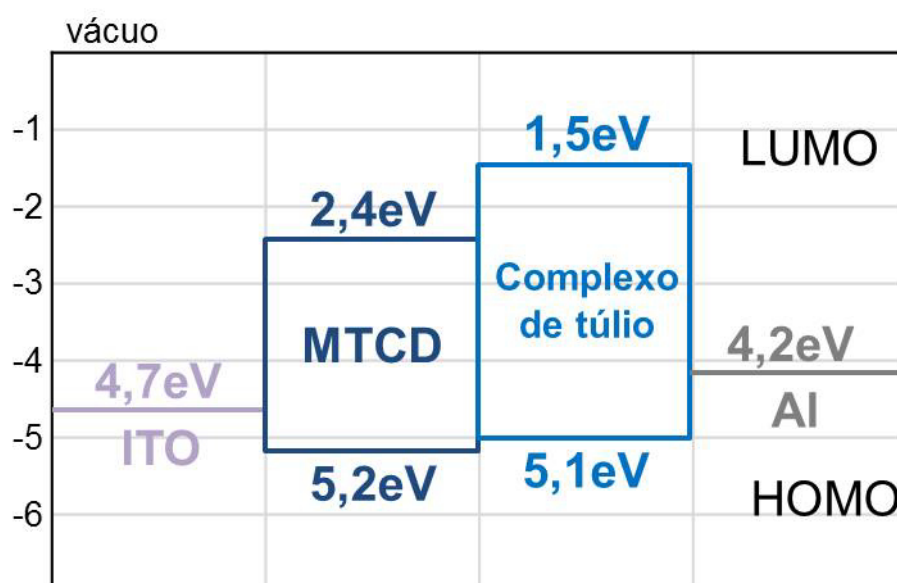 vácuo
-1
-2
-3
-4
-5
-6
1,5eV
LUMO
2,4eV
Complexo
de túlio
MTCD
4,7eV
ITO
4,2eV
Al
5,2eV
5,1eV
HOMO